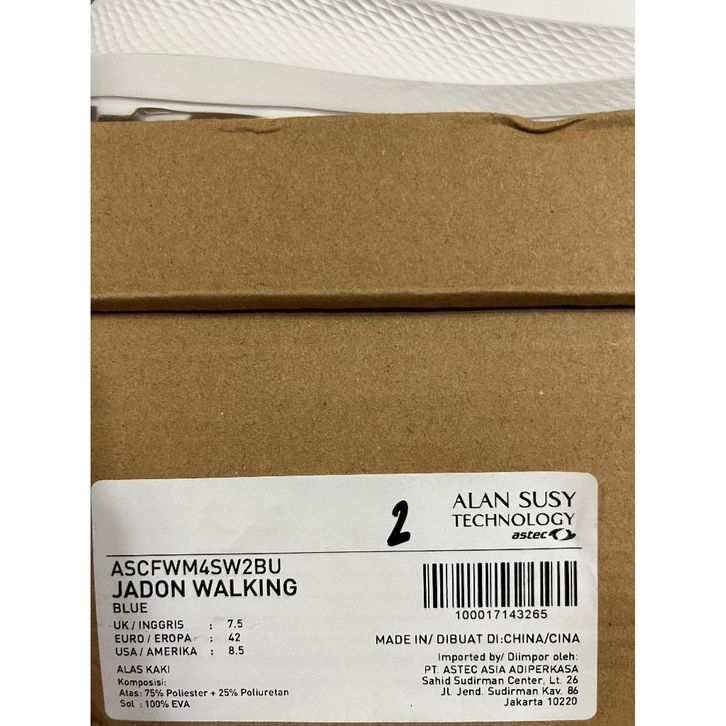 2
ALAN SUSY
TECHNOLOGY
astec
ASCFWM4SW2BU
JADON WALKING
BLUE
UK / INGGRIS : 7.5
EURO / EROPA : 42
USA / AMERIKA : 8.5
100017143265
MADE IN/ DIBUAT DI:CHINA/CINA
ALAS KAKI
Komposisi:
Atas: 75% Poliester + 25% Poliuretan
Sol : 100% EVA
Imported by/ Diimpor oleh:
PT. ASTEC ASIA ADIPERKASA
Sahid Sudirman Center, Lt. 26
Jl. Jend. Sudirman Kav. 86
Jakarta 10220